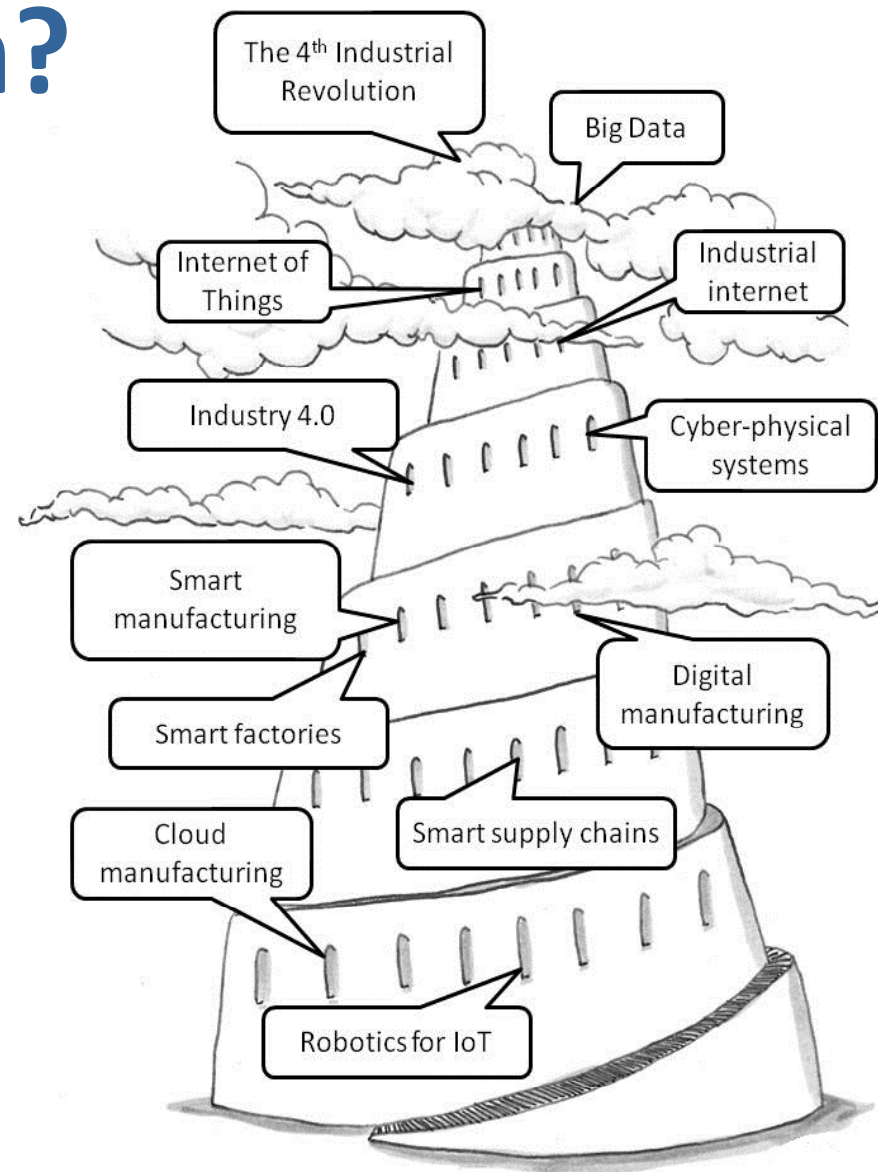 n?
The 4th Industrial
Revolution
Big Data
Internet of
Things
Industrial
internet
Industry 4.0
Cyber-physical
systems
Smart
manufacturing
Digital
manufacturing
Smart factories
Smart supply chains
Cloud
manufacturing
Robotics for IoT